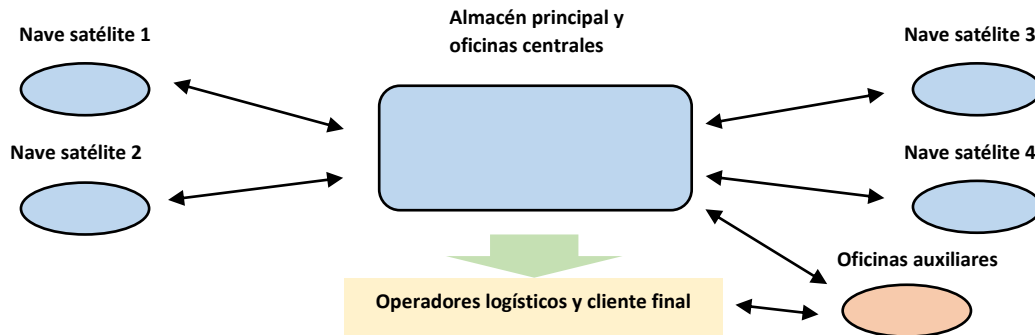 Almacén principal y
oficinas centrales
Nave satélite 1
Nave satélite 3
Nave satélite 2
Nave satélite 4
Oficinas auxiliares
Operadores logísticos y cliente final